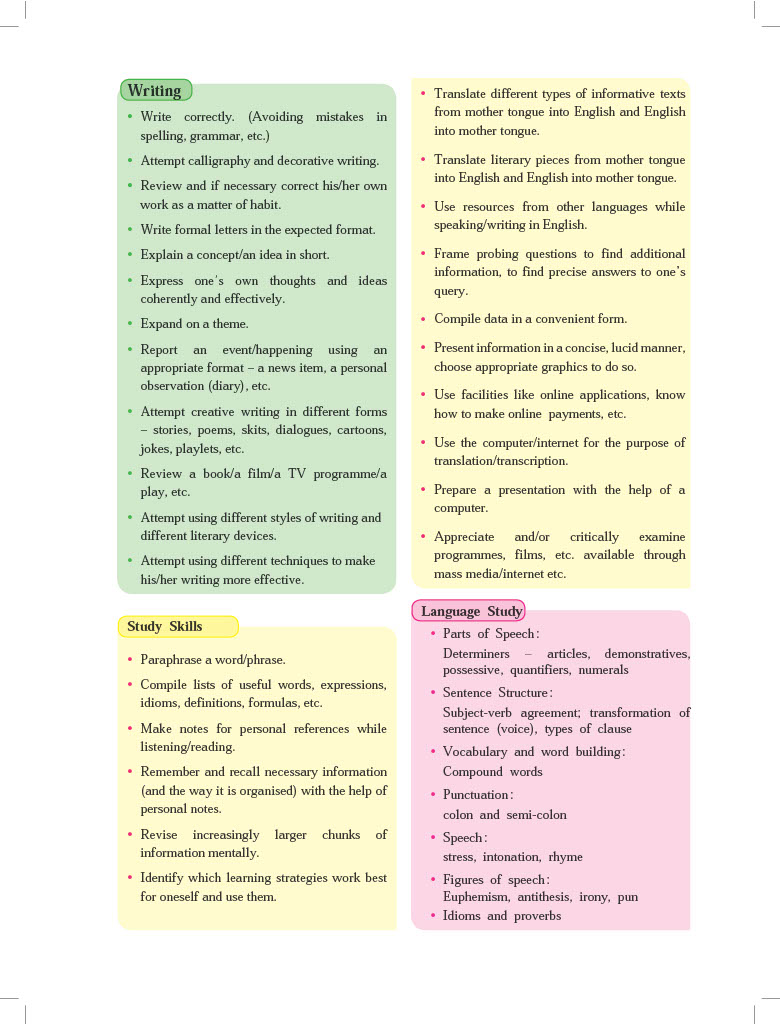 Writing
• Write correctly. (Avoiding mistakes in
spelling, grammar, etc.)
• Attempt calligraphy and decorative writing.
• Review and if necessary correct his/her own
work as a matter of habit.
• Write formal letters in the expected format.
• Explain a concept/an idea in short.
• Express one's own thoughts and ideas
coherently and effectively.
• Expand on a theme.
• Report an event/happening using an
appropriate format – a news item, a personal
observation (diary), etc.
• Attempt creative writing in different forms
– stories, poems, skits, dialogues, cartoons,
jokes, playlets, etc.
• Review a book/a film/a TV programme/a
play, etc.
• Attempt using different styles of writing and
different literary devices.
• Attempt using different techniques to make
his/her writing more effective.
Study Skills
• Paraphrase a word/phrase.
• Compile lists of useful words, expressions,
idioms, definitions, formulas, etc.
• Make notes for personal references while
listening/reading.
• Remember and recall necessary information
(and the way it is organised) with the help of
personal notes.
• Revise increasingly larger chunks of
information mentally.
• Identify which learning strategies work best
for oneself and use them.
• Translate different types of informative texts
from mother tongue into English and English
into mother tongue.
• Translate literary pieces from mother tongue
into English and English into mother tongue.
• Use resources from other languages while
speaking/writing in English.
• Frame probing questions to find additional
information, to find precise answers to one's
query.
• Compile data in a convenient form.
• Present information in a concise, lucid manner,
choose appropriate graphics to do so.
• Use facilities like online applications, know
how to make online payments, etc.
• Use the computer/internet for the purpose of
translation/transcription.
• Prepare a presentation with the help of a
computer.
• Appreciate and/or critically examine
programmes, films, etc. available through
mass media/internet etc.
Language Study
• Parts of Speech:
Determiners – articles, demonstratives,
possessive, quantifiers, numerals
• Sentence Structure:
Subject-verb agreement; transformation of
sentence (voice), types of clause
• Vocabulary and word building:
Compound words
• Punctuation:
colon and semi-colon
• Speech:
stress, intonation, rhyme
• Figures of speech:
Euphemism, antithesis, irony, pun
• Idioms and proverbs